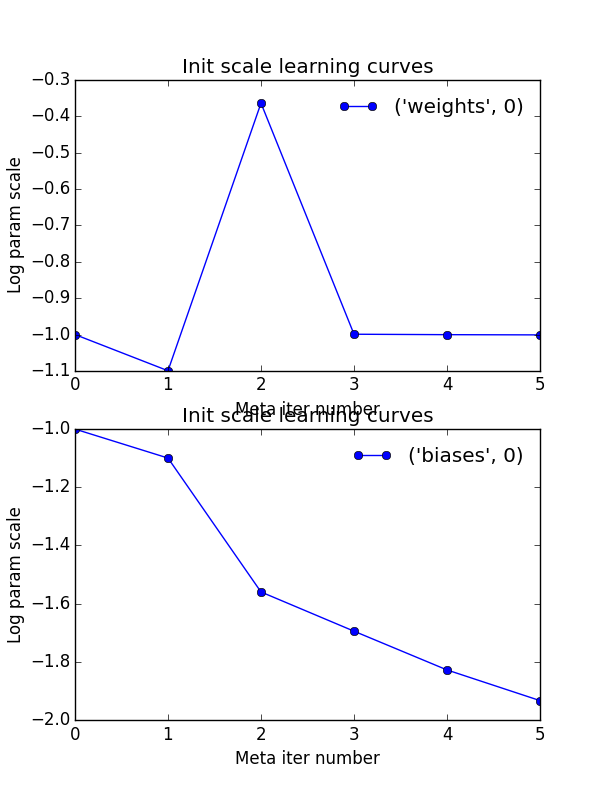 Init scale learning curves
−0.3
−0.4
−0.5
−0.6
−0.7
−0.8
−0.9
−1.0
−1.1
Log param scale
('weights', 0)
0 1 2 3 4 5
Meta iter number
Init scale learning curves
−1.0
−1.2
−1.4
−1.6
−1.8
−2.0
Log param scale
('biases', 0)
0 1 2 3 4 5
Meta iter number